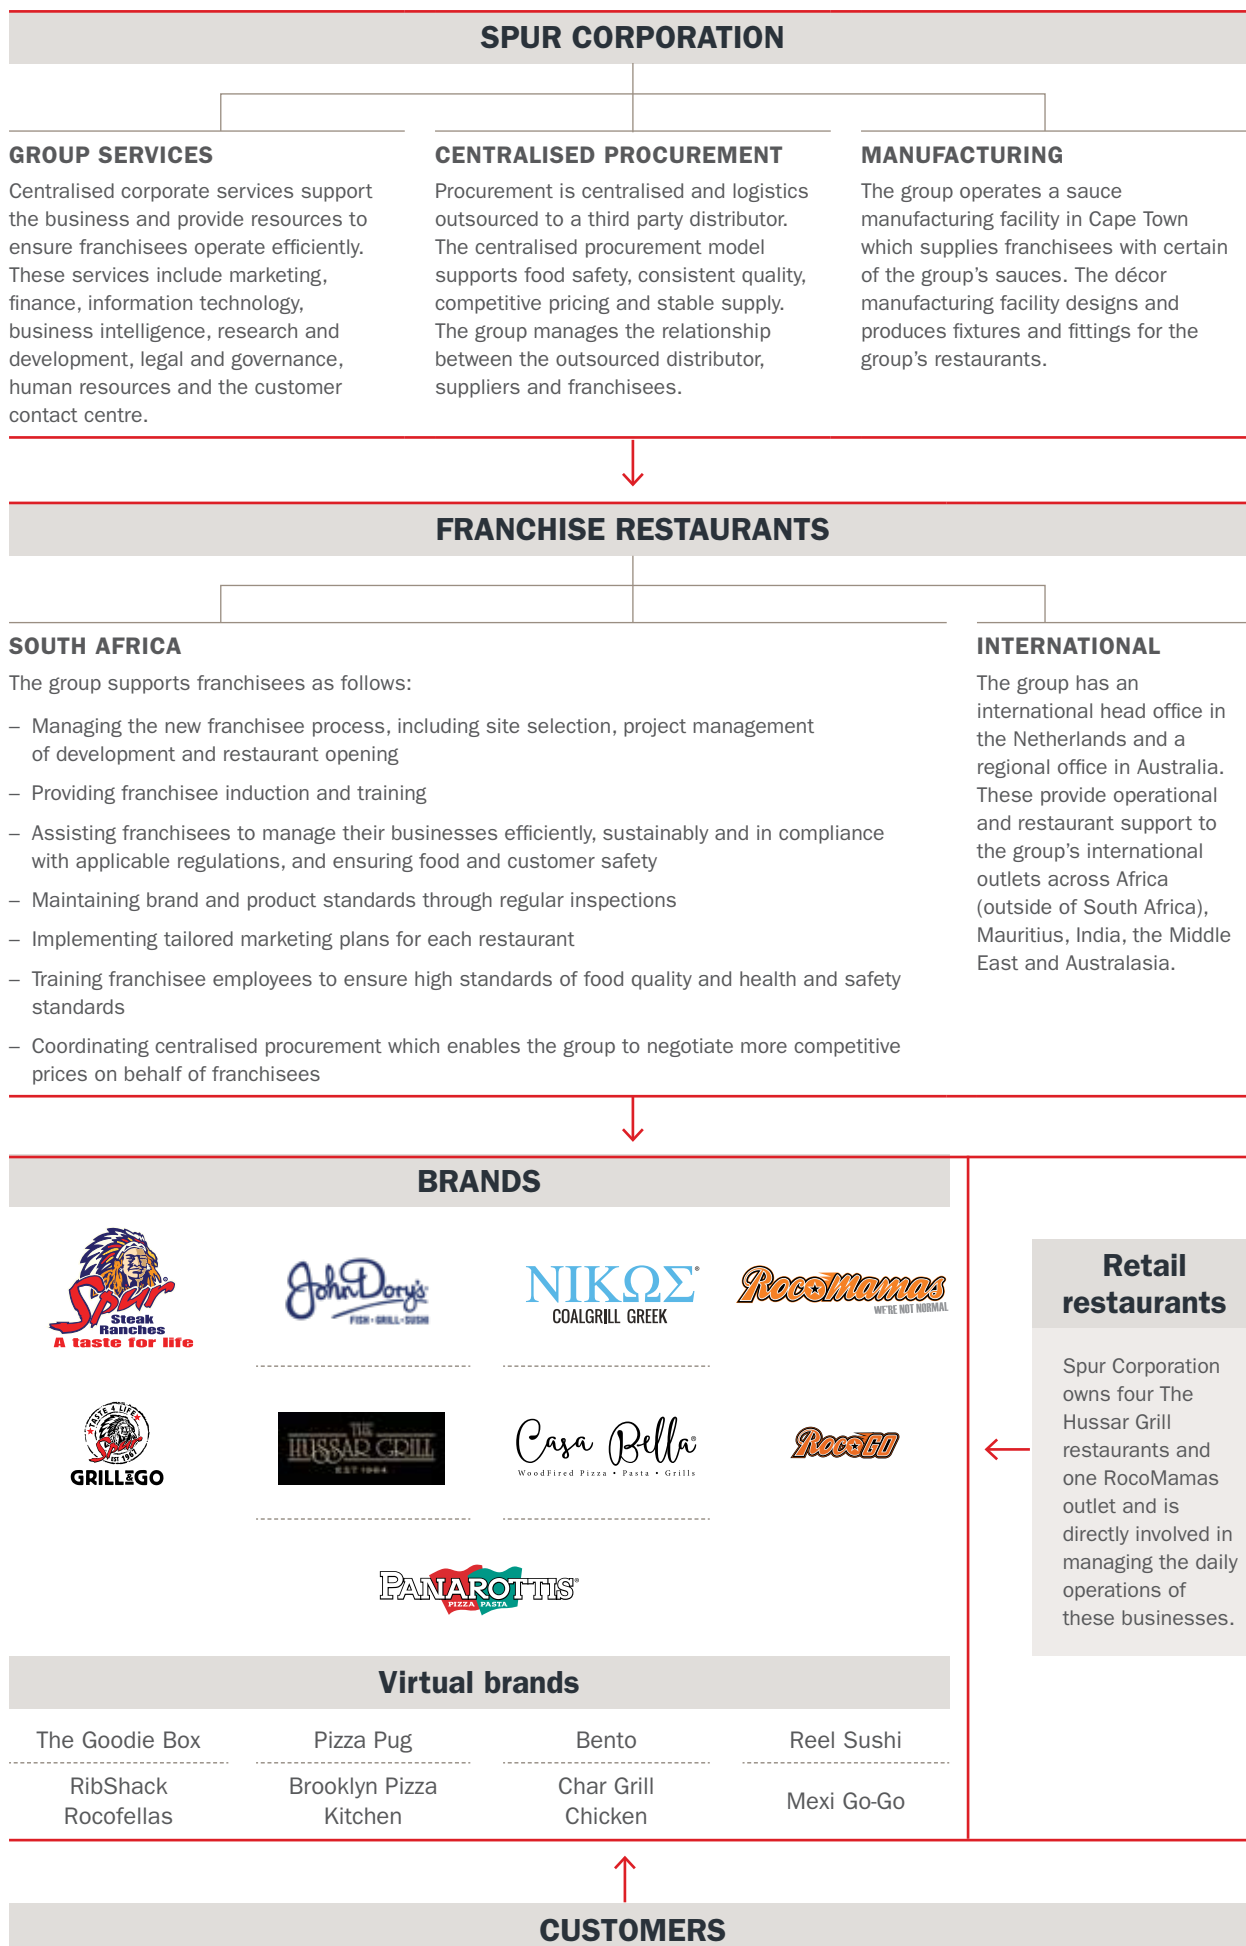 SPUR CORPORATION
GROUP SERVICES
Centralised corporate services support
the business and provide resources to
ensure franchisees operate efficiently.
These services include marketing,
finance, information technology,
business intelligence, research and
development, legal and governance,
human resources and the customer
contact centre.
CENTRALISED PROCUREMENT
Procurement is centralised and logistics
outsourced to a third party distributor.
The centralised procurement model
supports food safety, consistent quality,
competitive pricing and stable supply.
The group manages the relationship
between the outsourced distributor,
suppliers and franchisees.
MANUFACTURING
The group operates a sauce
manufacturing facility in Cape Town
which supplies franchisees with certain
of the group's sauces. The décor
manufacturing facility designs and
produces fixtures and fittings for the
group's restaurants.
FRANCHISE RESTAURANTS
SOUTH AFRICA
The group supports franchisees as follows:
– Managing the new franchisee process, including site selection, project management
of development and restaurant opening
– Providing franchisee induction and training
– Assisting franchisees to manage their businesses efficiently, sustainably and in compliance
with applicable regulations, and ensuring food and customer safety
– Maintaining brand and product standards through regular inspections
– Implementing tailored marketing plans for each restaurant
– Training franchisee employees to ensure high standards of food quality and health and safety
standards
– Coordinating centralised procurement which enables the group to negotiate more competitive
prices on behalf of franchisees
INTERNATIONAL
The group has an
international head office in
the Netherlands and a
regional office in Australia.
These provide operational
and restaurant support to
the group's international
outlets across Africa
(outside of South Africa),
Mauritius, India, the Middle
East and Australasia.
BRANDS
Spur
Steak
Ranches
A taste for life
John Dory's
FISH • GRILL • SUSHI
ΝΙΚΩΣ
COALGRILL GREEK
RocoMamas
WE'RE NOT NORMAL
TASTE 4 LIFE
Spur
EST 1967
GRILL&GO
THE
HUSSAR GRILL
EST 1964
Casa Bella
WoodFired Pizza • Pasta • Grills
RocoGO
PANAROTTIS
PIZZA PASTA
Retail
restaurants
Spur Corporation
owns four The
Hussar Grill
restaurants and
one RocoMamas
outlet and is
directly involved in
managing the daily
operations of
these businesses.
Virtual brands
The Goodie Box
Pizza Pug
Bento
Reel Sushi
RibShack
Rocofellas
Brooklyn Pizza
Kitchen
Char Grill
Chicken
Mexi Go-Go
CUSTOMERS